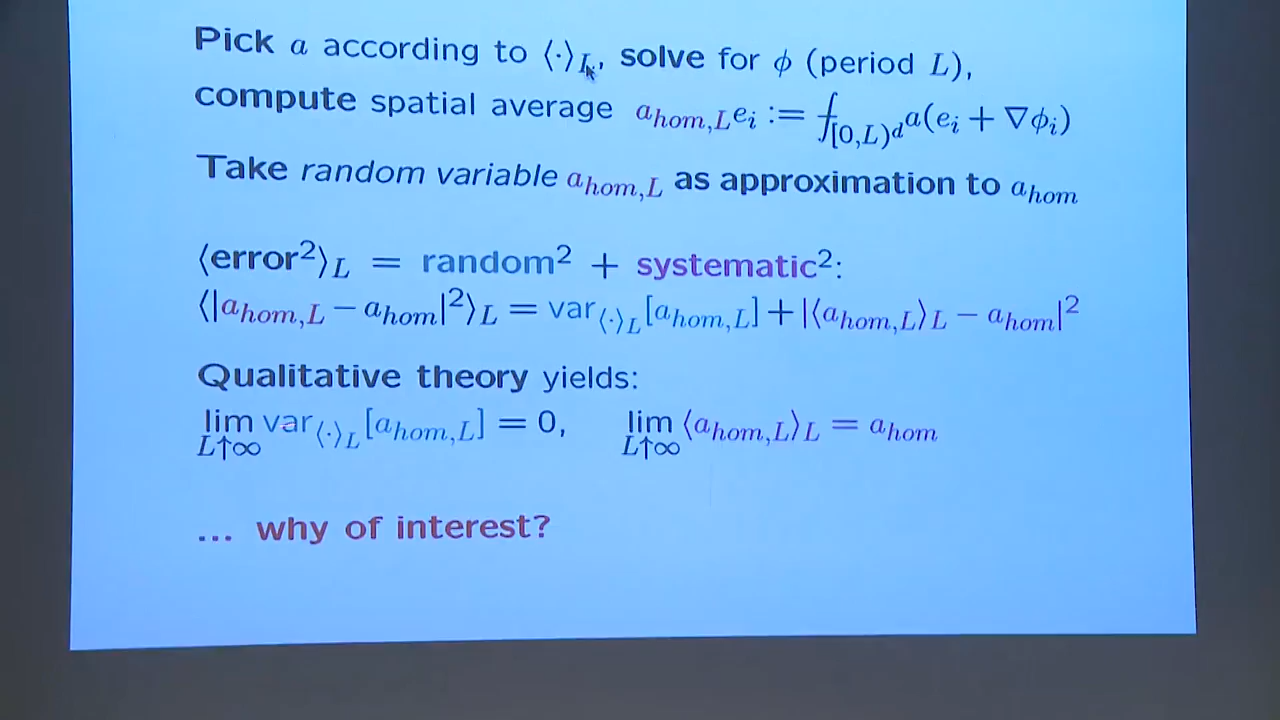 Pick a according to ⟨·⟩_L, solve for ϕ (period L),
compute spatial average a_{hom,L}e_i := ⨍_{[0,L)^d} a(e_i + ∇ϕ_i)
Take random variable a_{hom,L} as approximation to a_{hom}
⟨error²⟩_L = random² + systematic²:
⟨|a_{hom,L} − a_{hom}|²⟩_L = var_{⟨·⟩_L}[a_{hom,L}] + |⟨a_{hom,L}⟩_L − a_{hom}|²
Qualitative theory yields:
lim_{L↑∞} var_{⟨·⟩_L}[a_{hom,L}] = 0, lim_{L↑∞} ⟨a_{hom,L}⟩_L = a_{hom}
... why of interest?